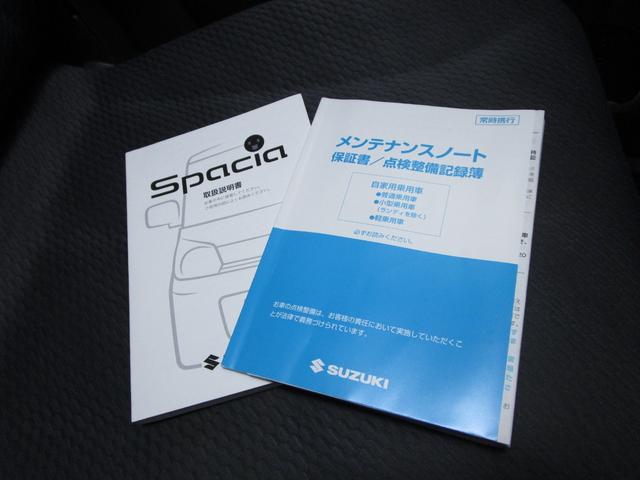 Spacia
取扱説明書
常時携行
メンテナンスノート
保証書／点検整備記録簿
自家用乗用車
●普通乗用車
●小型乗用車
(ランディを除く)
●軽乗用車
必ずお読みください。
お車の点検整備は、お客様の責任において実施していただくこ
とが法律で義務づけられています。
SUZUKI